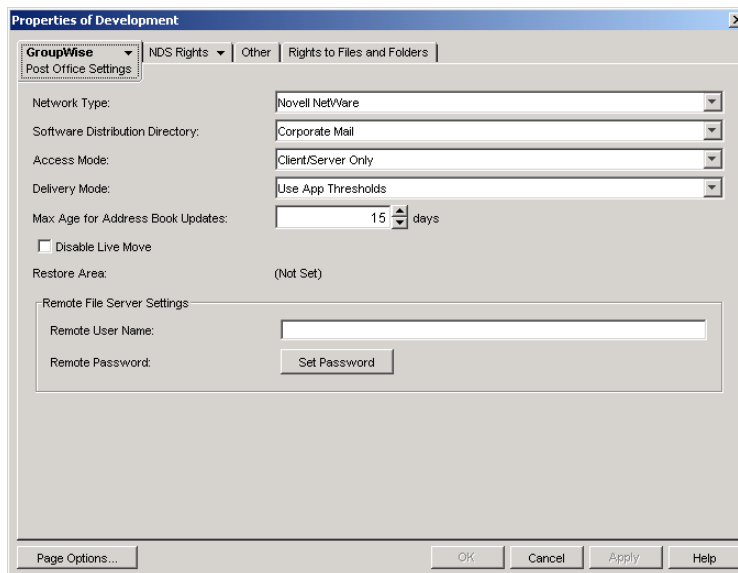 Properties of Development
GroupWise NDS Rights Other Rights to Files and Folders
Post Office Settings
Network Type: Novell NetWare
Software Distribution Directory: Corporate Mail
Access Mode: Client/Server Only
Delivery Mode: Use App Thresholds
Max Age for Address Book Updates: 15 days
Disable Live Move
Restore Area: (Not Set)
Remote File Server Settings
Remote User Name:
Remote Password: Set Password
Page Options... OK Cancel Apply Help